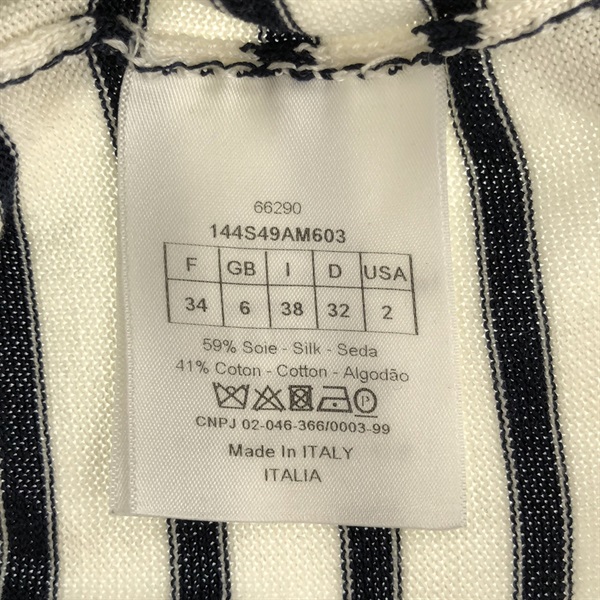 66290
144S49AM603
F GB I D USA
34 6 38 32 2
59% Soie - Silk - Seda
41% Coton - Cotton - Algodão
P
CNPJ 02-046-366/0003-99
Made In ITALY
ITALIA